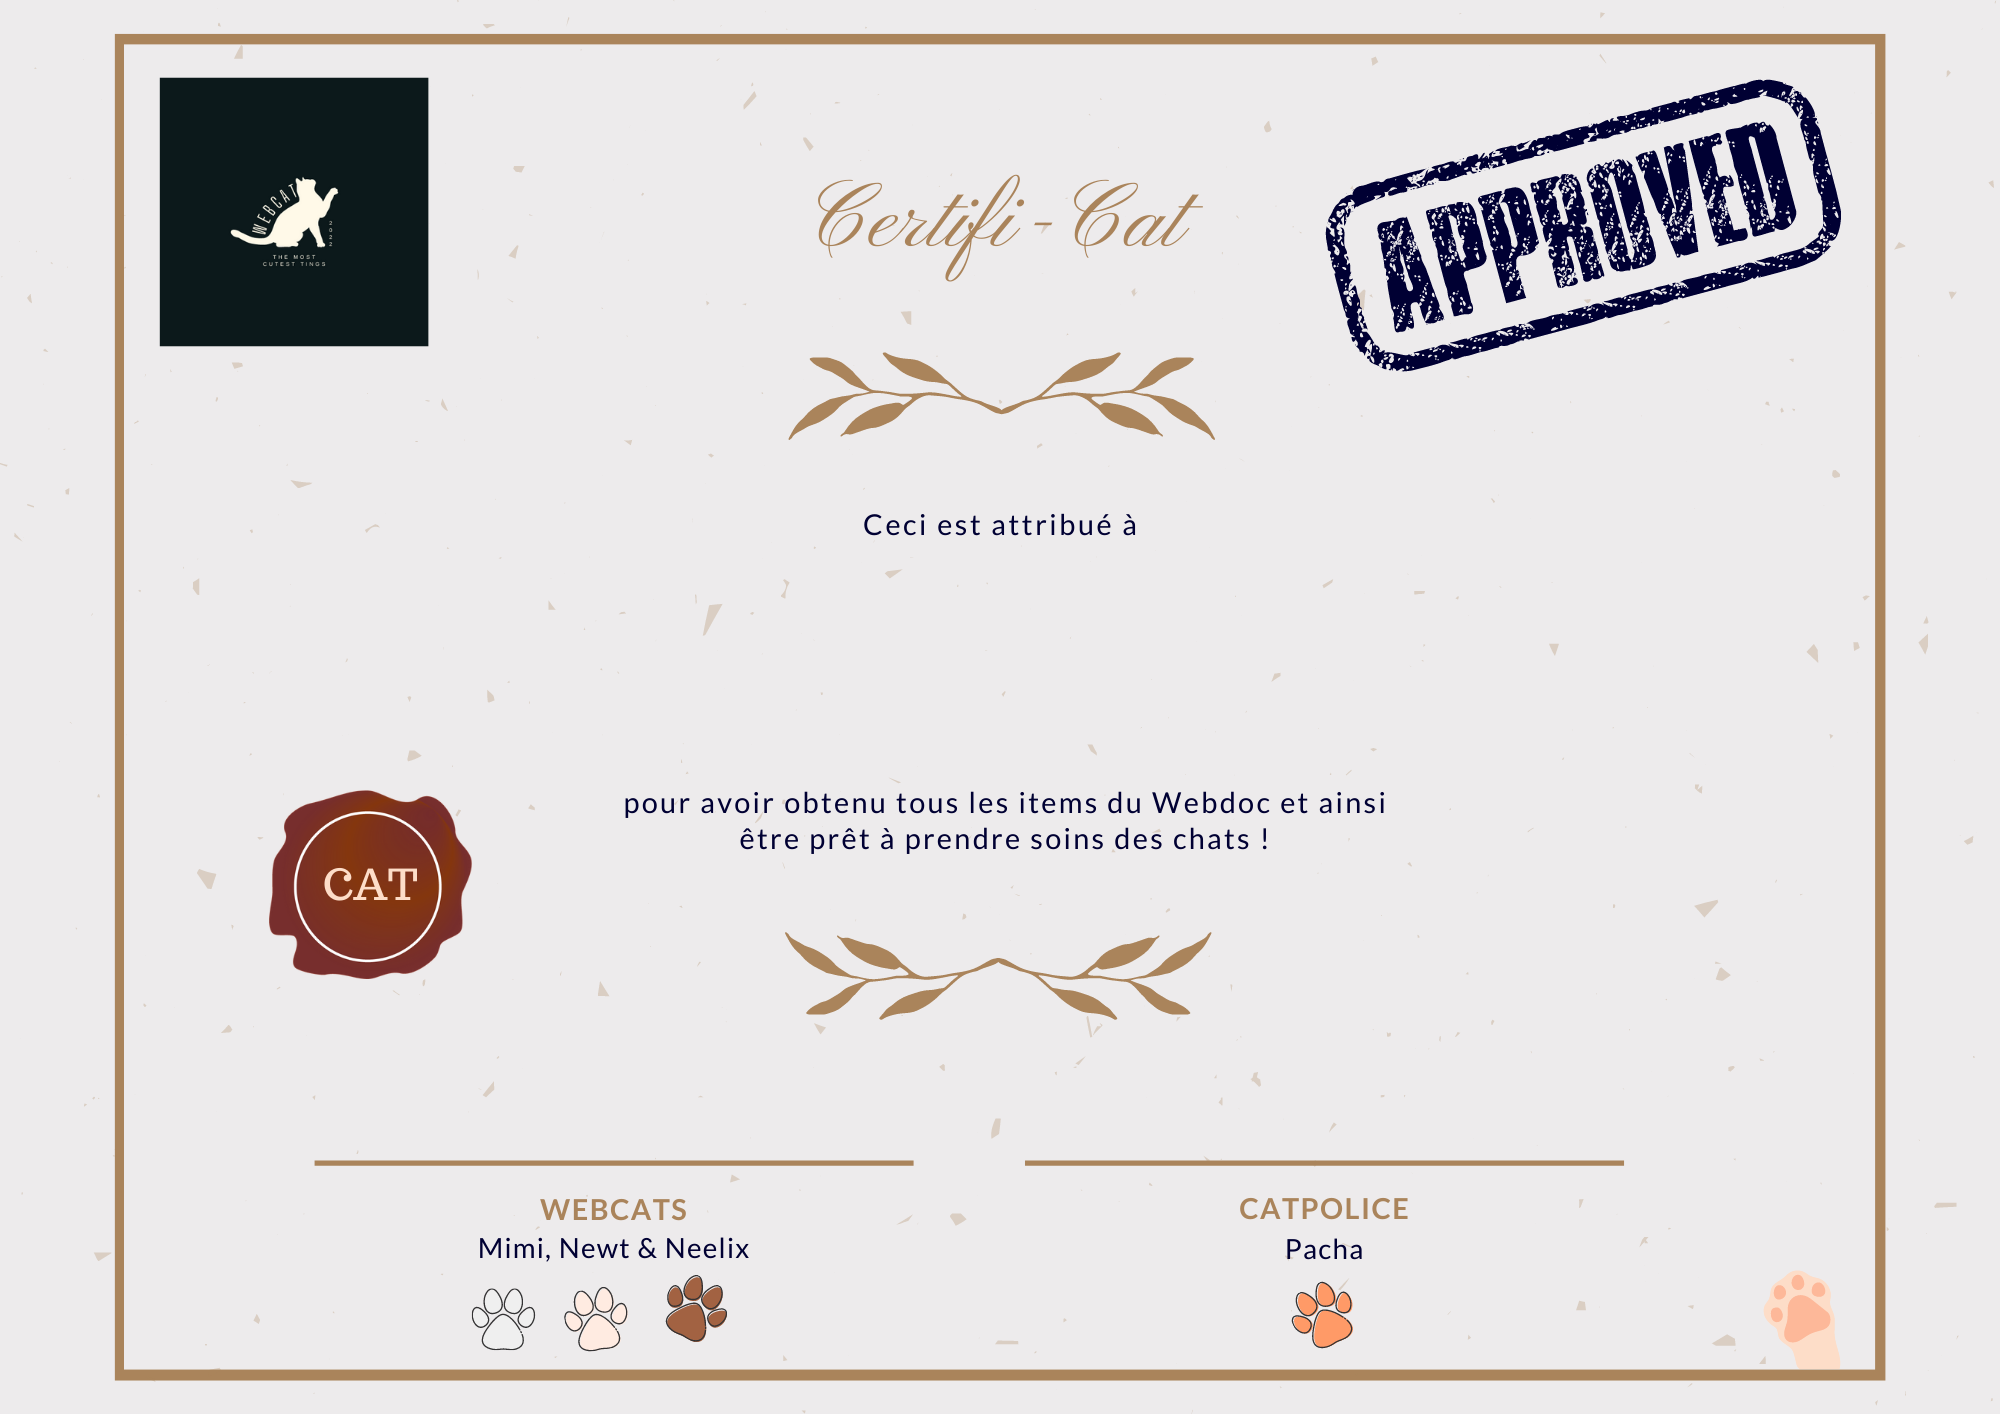 WEBCAT
2022
THE MOST
CUTEST TINGS
Certifi-Cat
APPROVED
Ceci est attribué à
pour avoir obtenu tous les items du Webdoc et ainsi
être prêt à prendre soins des chats !
CAT
WEBCATS
Mimi, Newt & Neelix
CATPOLICE
Pacha